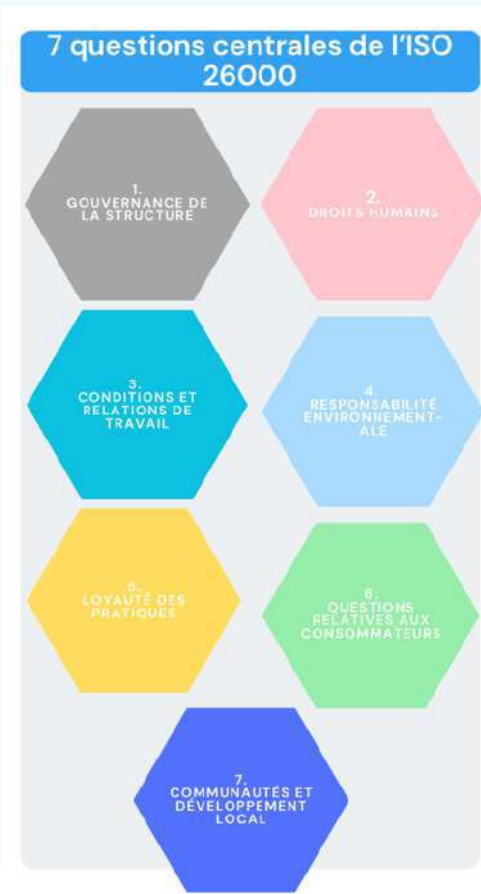 7 questions centrales de l'ISO
26000
1.
GOUVERNANCE DE
LA STRUCTURE
2.
DROITS HUMAINS
3.
CONDITIONS ET
RELATIONS DE
TRAVAIL
4.
RESPONSABILITÉ
ENVIRONNEMENT-
ALE
5.
LOYAUTÉ DES
PRATIQUES
6.
QUESTIONS
RELATIVES AUX
CONSOMMATEURS
7.
COMMUNAUTÉS ET
DÉVELOPPEMENT
LOCAL